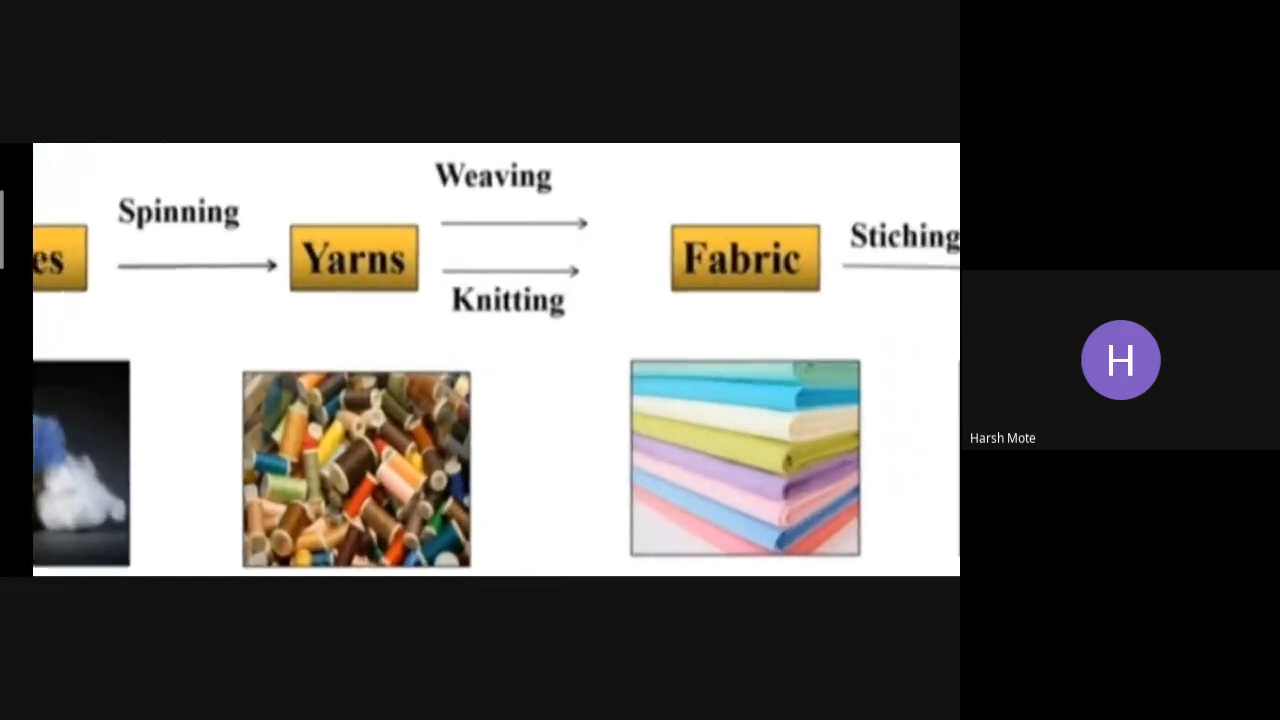 Weaving
Spinning
Stiching
es
Yarns
Fabric
Knitting
H
Harsh Mote